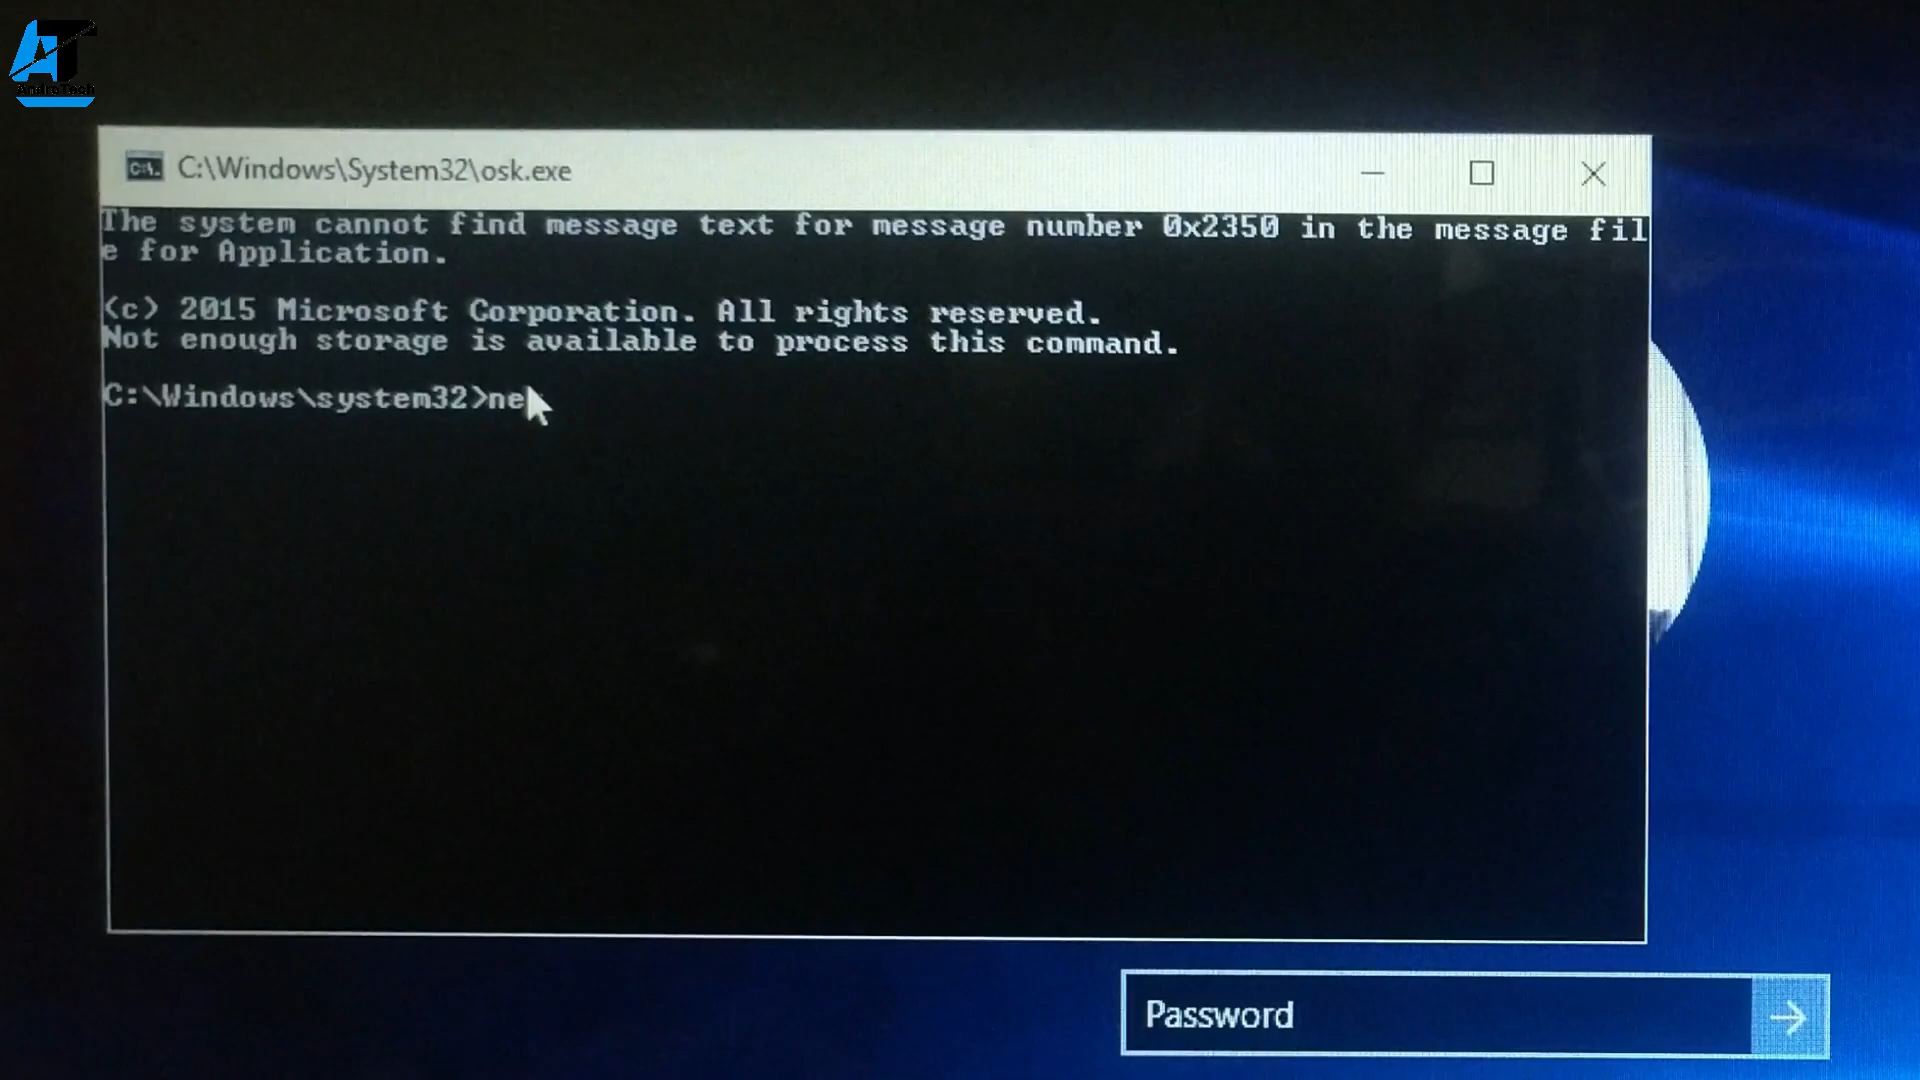 AndroTech
C:\Windows\System32\osk.exe
The system cannot find message text for message number 0x2350 in the message fil
e for Application.
(c) 2015 Microsoft Corporation. All rights reserved.
Not enough storage is available to process this command.
C:\Windows\system32>ne
Password